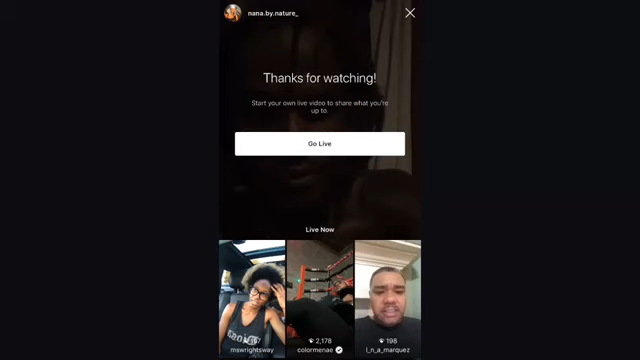 nana.by.nature_
Thanks for watching!
Start your own live video to share what you're
up to.
Go Live
Live Now
2,178
198
mswrightsway
colormenae
i_n_a_marquez